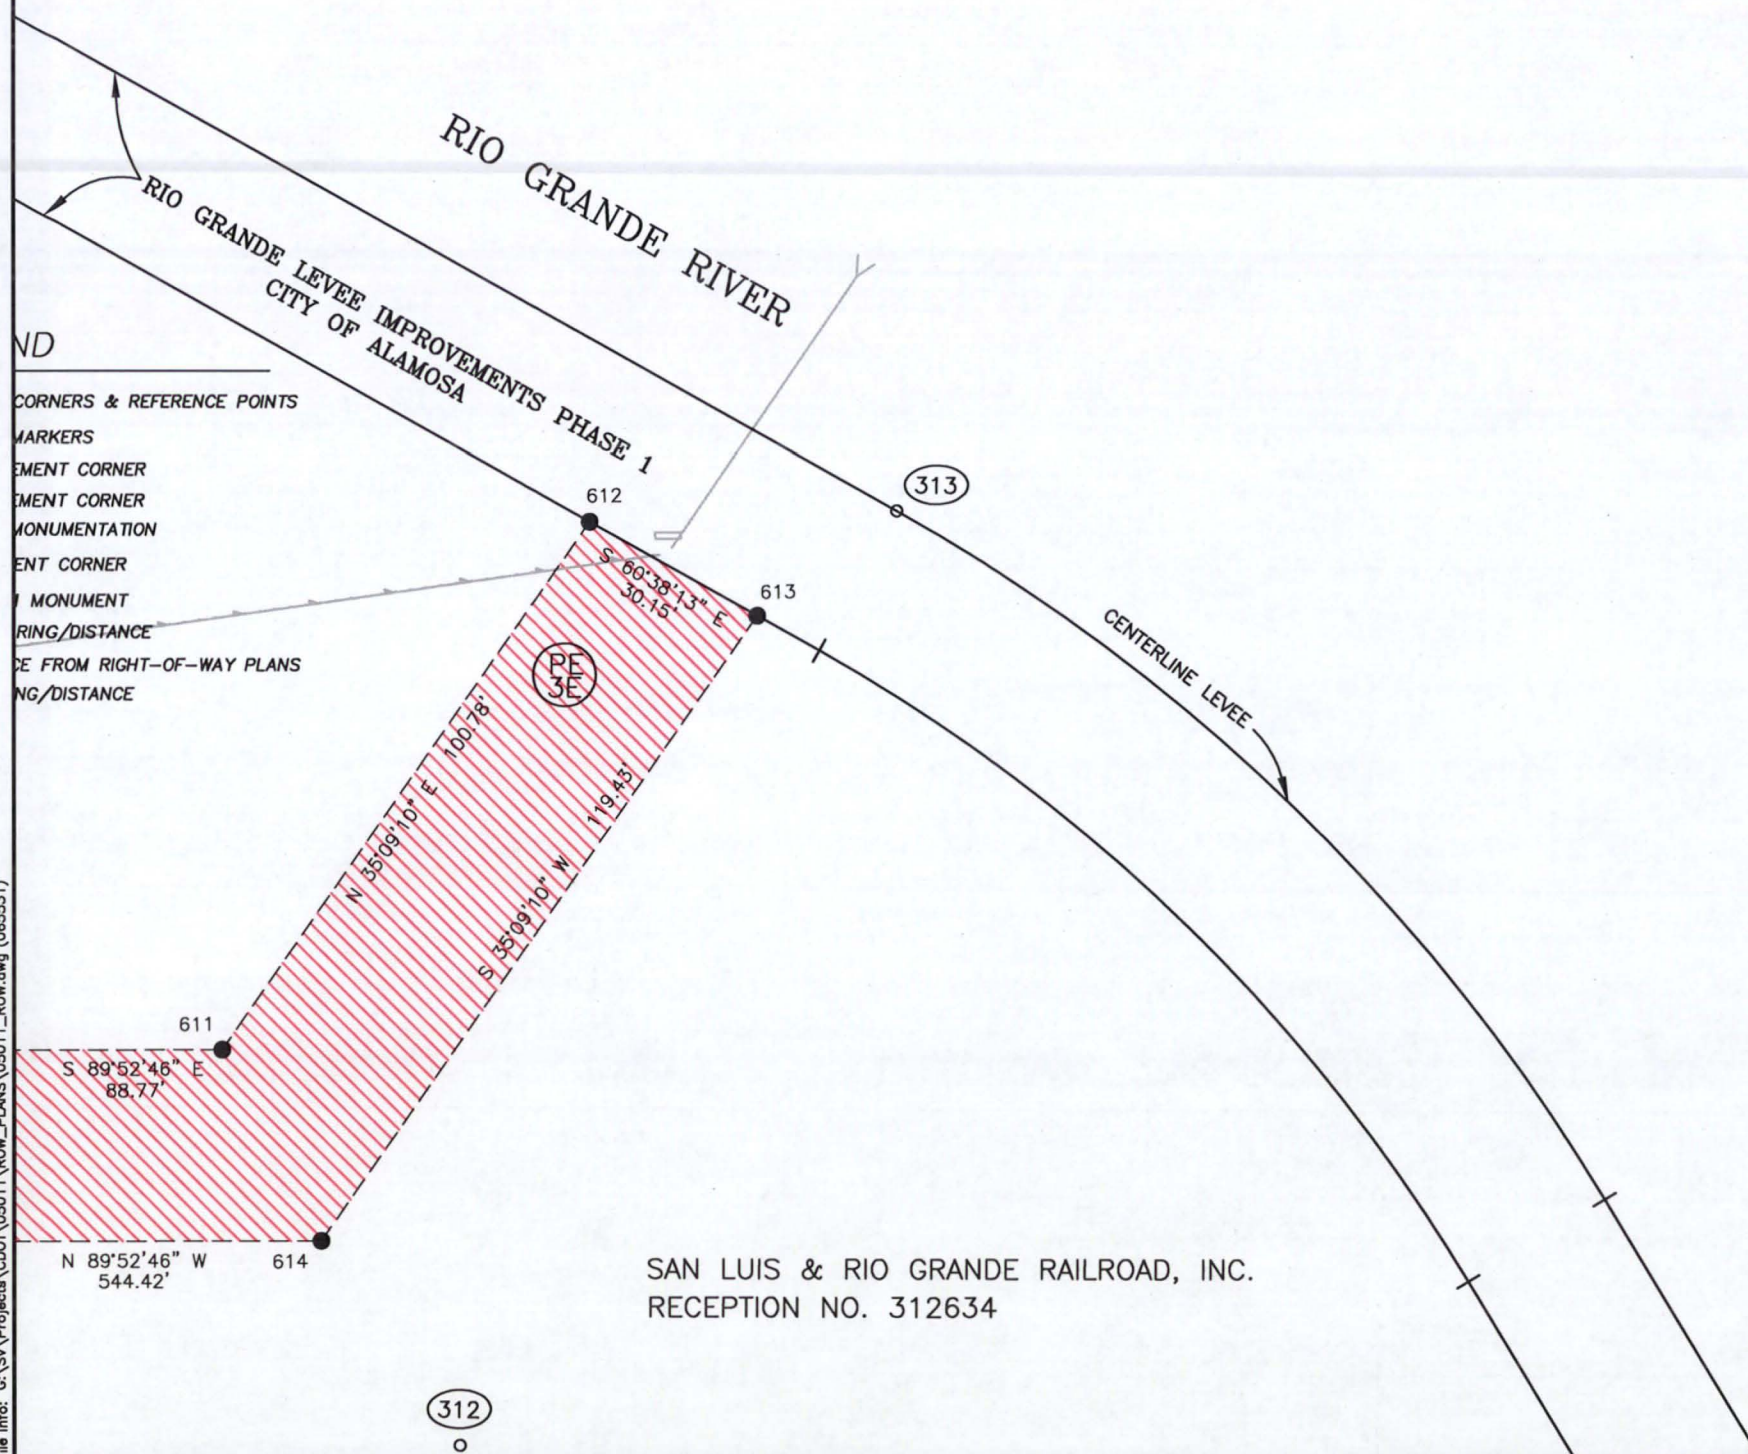 RIO GRANDE RIVER
RIO GRANDE LEVEE IMPROVEMENTS PHASE 1
CITY OF ALAMOSA
ND
CORNERS & REFERENCE POINTS
MARKERS
EMENT CORNER
EMENT CORNER
MONUMENTATION
ENT CORNER
MONUMENT
RING/DISTANCE
CE FROM RIGHT-OF-WAY PLANS
NG/DISTANCE
313
612
S 60°38'13" E
30.15'
613
CENTERLINE LEVEE
PE
3E
N 35°09'10" E 100.78'
S 35°09'10" W 119.43'
611
S 89°52'46" E
88.77'
N 89°52'46" W
544.42'
614
SAN LUIS & RIO GRANDE RAILROAD, INC.
RECEPTION NO. 312634
312